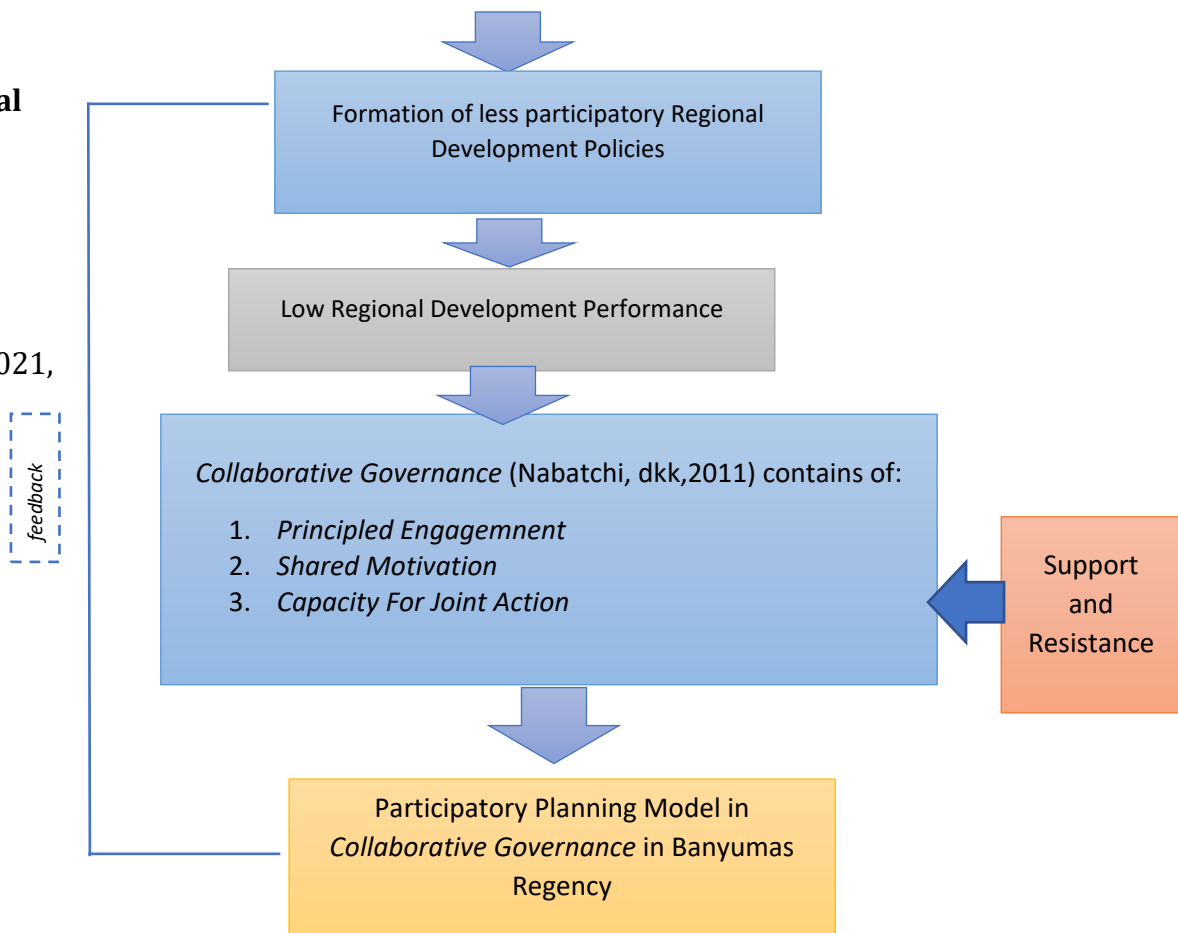 al
Formation of less participatory Regional
Development Policies
Low Regional Development Performance
021,
feedback
Collaborative Governance (Nabatchi, dkk,2011) contains of:
1. Principled Engagemnent
2. Shared Motivation
3. Capacity For Joint Action
Support
and
Resistance
Participatory Planning Model in
Collaborative Governance in Banyumas
Regency